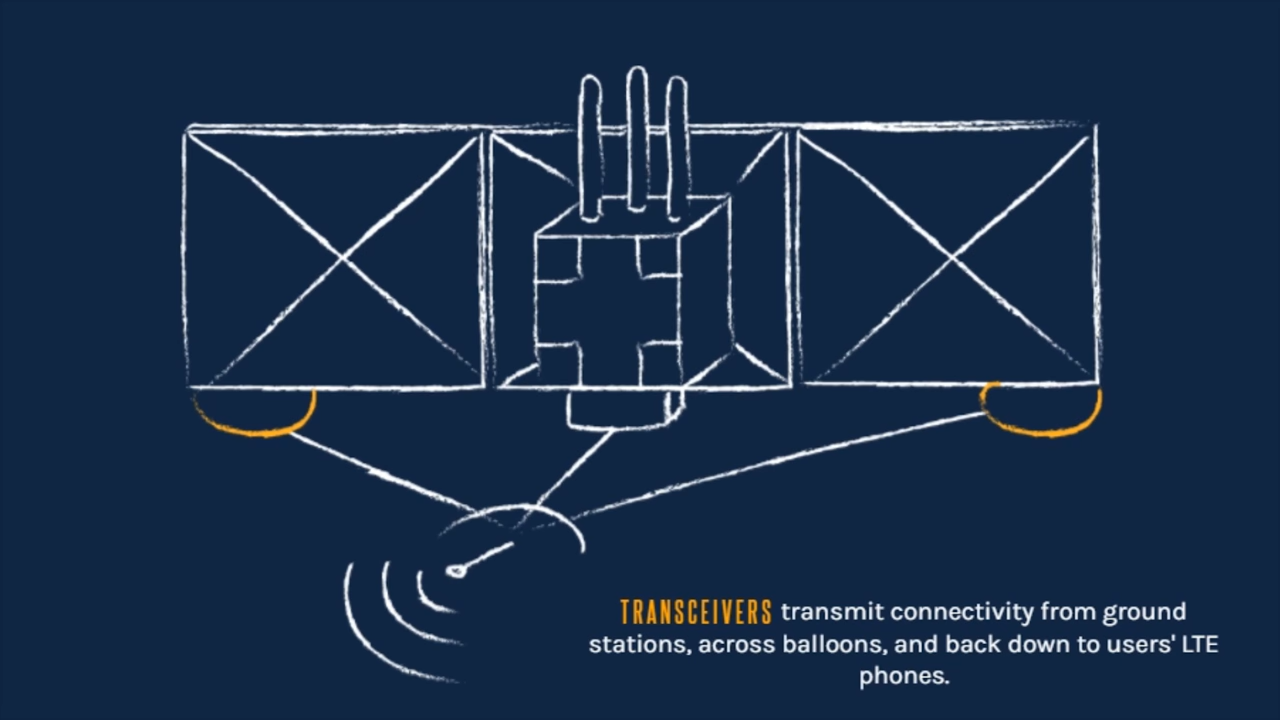 TRANSCEIVERS transmit connectivity from ground
stations, across balloons, and back down to users' LTE
phones.